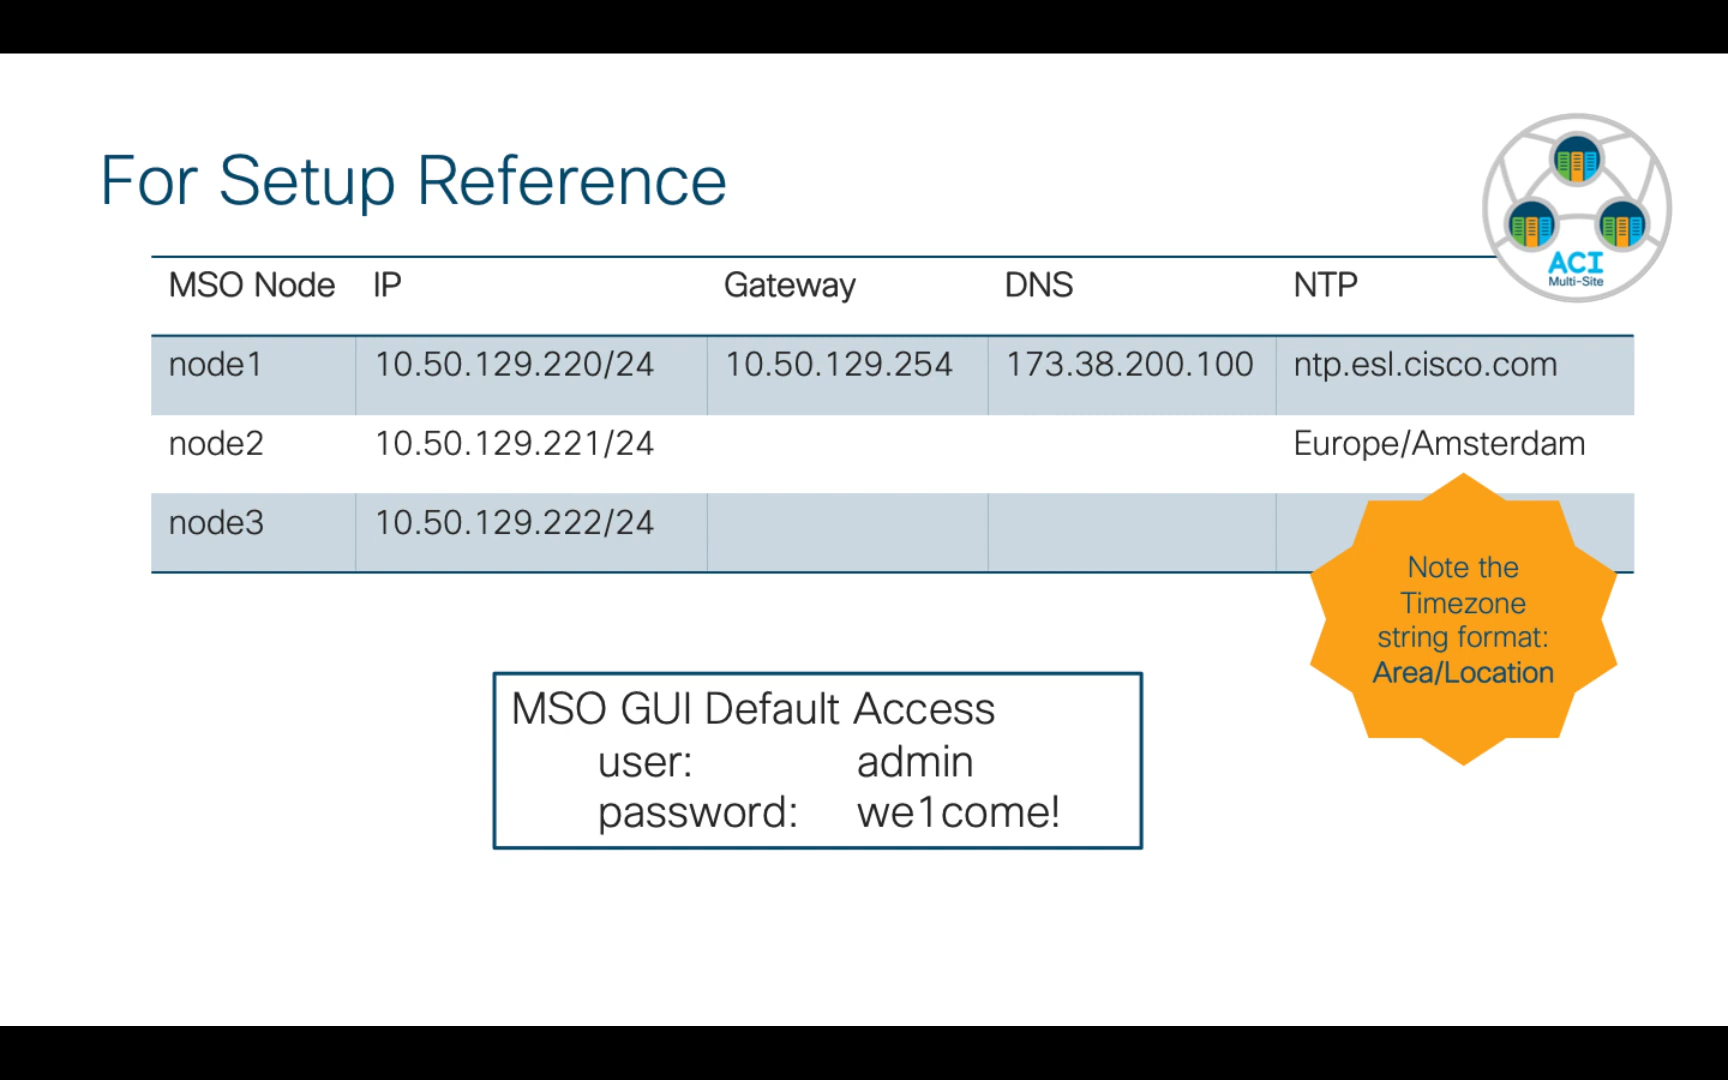 For Setup Reference
ACI
Multi-Site
MSO Node IP Gateway DNS NTP
node1 10.50.129.220/24 10.50.129.254 173.38.200.100 ntp.esl.cisco.com
node2 10.50.129.221/24 Europe/Amsterdam
node3 10.50.129.222/24
Note the
Timezone
string format:
Area/Location
MSO GUI Default Access
user: admin
password: we1come!